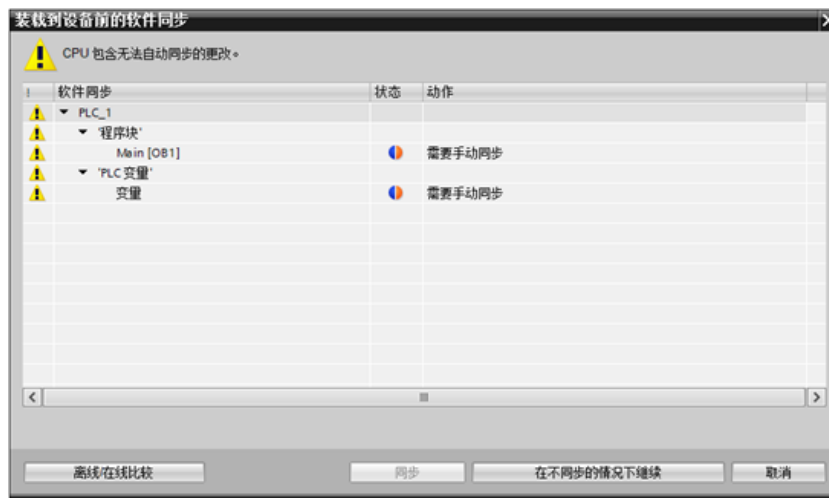 装载到设备前的软件同步
CPU 包含无法自动同步的更改。
! 软件同步 状态 动作
PLC_1
'程序块'
Main [OB1] 需要手动同步
'PLC 变量'
变量 需要手动同步
离线/在线比较 同步 在不同步的情况下继续 取消